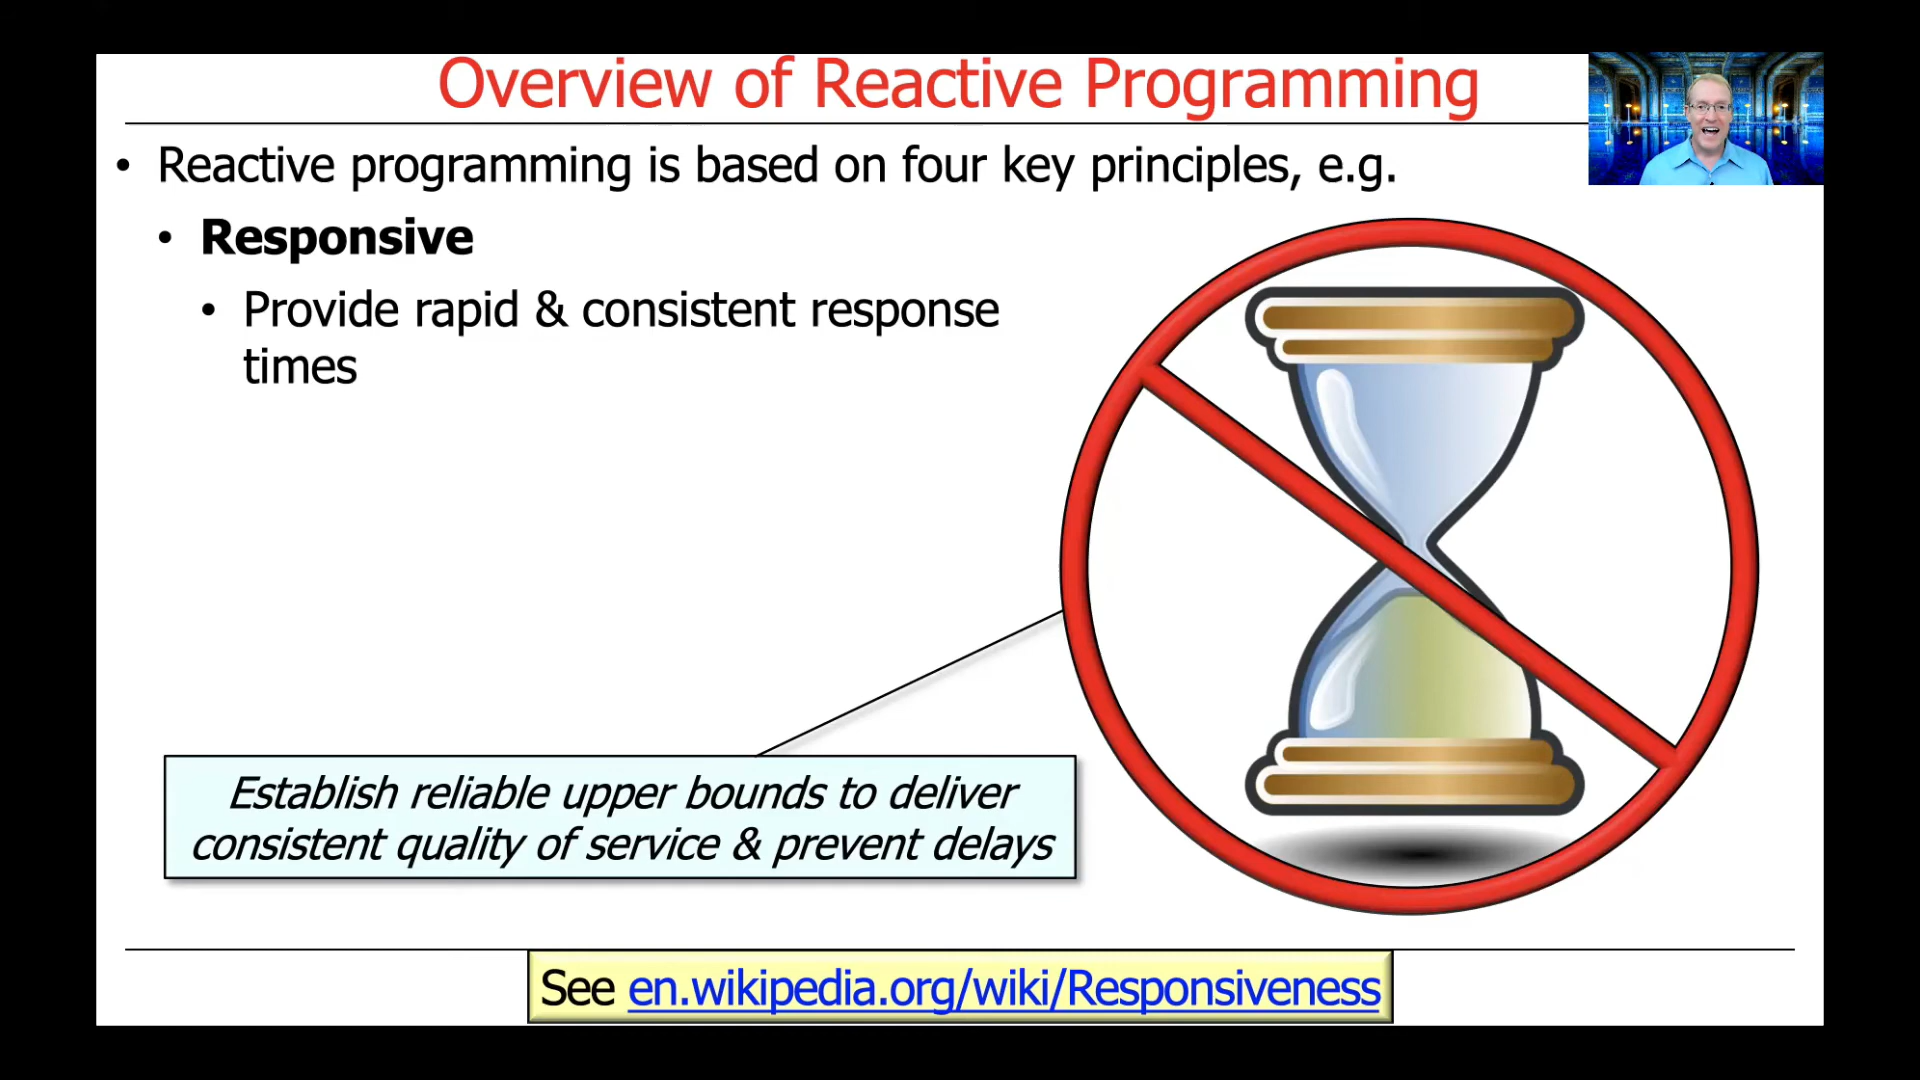 Overview of Reactive Programming
• Reactive programming is based on four key principles, e.g.
• Responsive
• Provide rapid & consistent response
times
Establish reliable upper bounds to deliver
consistent quality of service & prevent delays
See en.wikipedia.org/wiki/Responsiveness